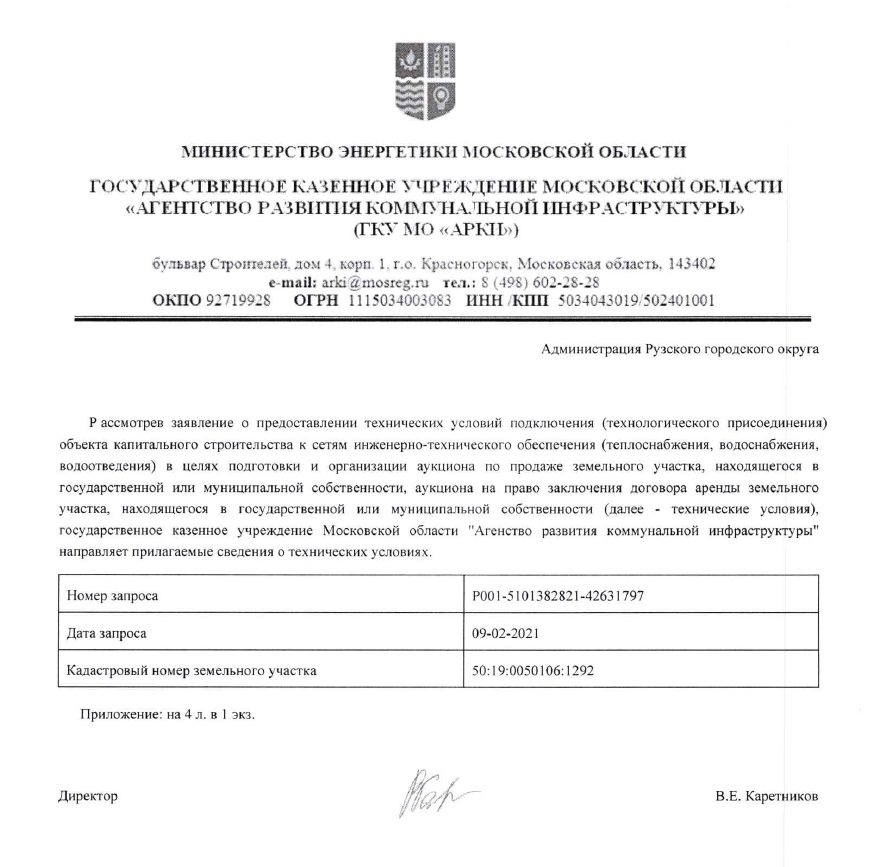 МИНИСТЕРСТВО ЭНЕРГЕТИКИ МОСКОВСКОЙ ОБЛАСТИ
ГОСУДАРСТВЕННОЕ КАЗЕННОЕ УЧРЕЖДЕНИЕ МОСКОВСКОЙ ОБЛАСТИ
«АГЕНТСТВО РАЗВИТИЯ КОММУНАЛЬНОЙ ИНФРАСТРУКТУРЫ»
(ГКУ МО «АРКИ»)
бульвар Строителей, дом 4, корп. 1, г.о. Красногорск, Московская область, 143402
e-mail: arki@mosreg.ru тел.: 8 (498) 602-28-28
ОКПО 92719928 ОГРН 1115034003083 ИНН /КПП 5034043019/502401001
Администрация Рузского городского округа
Р ассмотрев заявление о предоставлении технических условий подключения (технологического присоединения)
объекта капитального строительства к сетям инженерно-технического обеспечения (теплоснабжения, водоснабжения,
водоотведения) в целях подготовки и организации аукциона по продаже земельного участка, находящегося в
государственной или муниципальной собственности, аукциона на право заключения договора аренды земельного
участка, находящегося в государственной или муниципальной собственности (далее - технические условия),
государственное казенное учреждение Московской области "Агенство развития коммунальной инфраструктуры"
направляет прилагаемые сведения о технических условиях.
Номер запроса P001-5101382821-42631797
Дата запроса 09-02-2021
Кадастровый номер земельного участка 50:19:0050106:1292
Приложение: на 4 л. в 1 экз.
Директор В.Е. Каретников